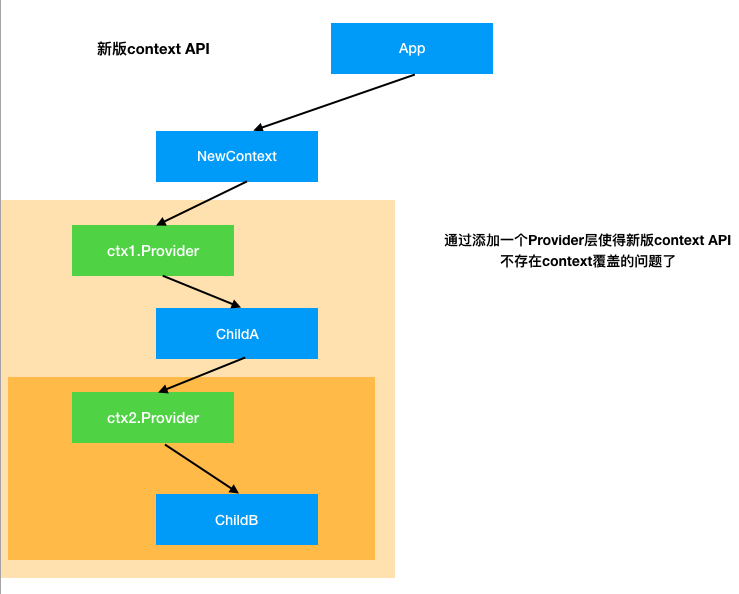 新版context API
App
NewContext
ctx1.Provider
通过添加一个Provider层使得新版context API
不存在context覆盖的问题了
ChildA
ctx2.Provider
ChildB